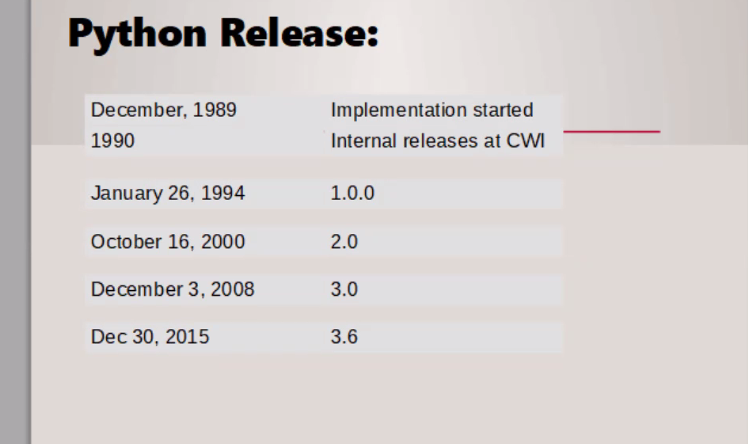 Python Release:
December, 1989 Implementation started
1990 Internal releases at CWI
January 26, 1994 1.0.0
October 16, 2000 2.0
December 3, 2008 3.0
Dec 30, 2015 3.6